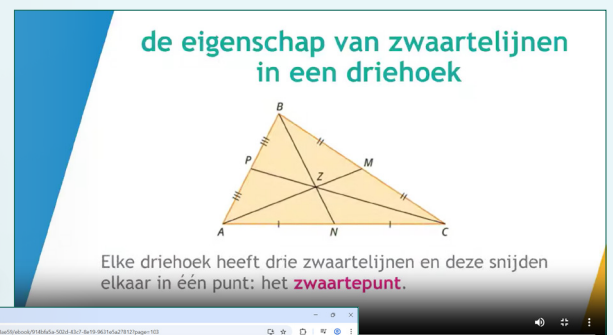 de eigenschap van zwaartelijnen
in een driehoek
B
P
M
Z
A
N
C
Elke driehoek heeft drie zwaartelijnen en deze snijden
elkaar in één punt: het zwaartepunt.